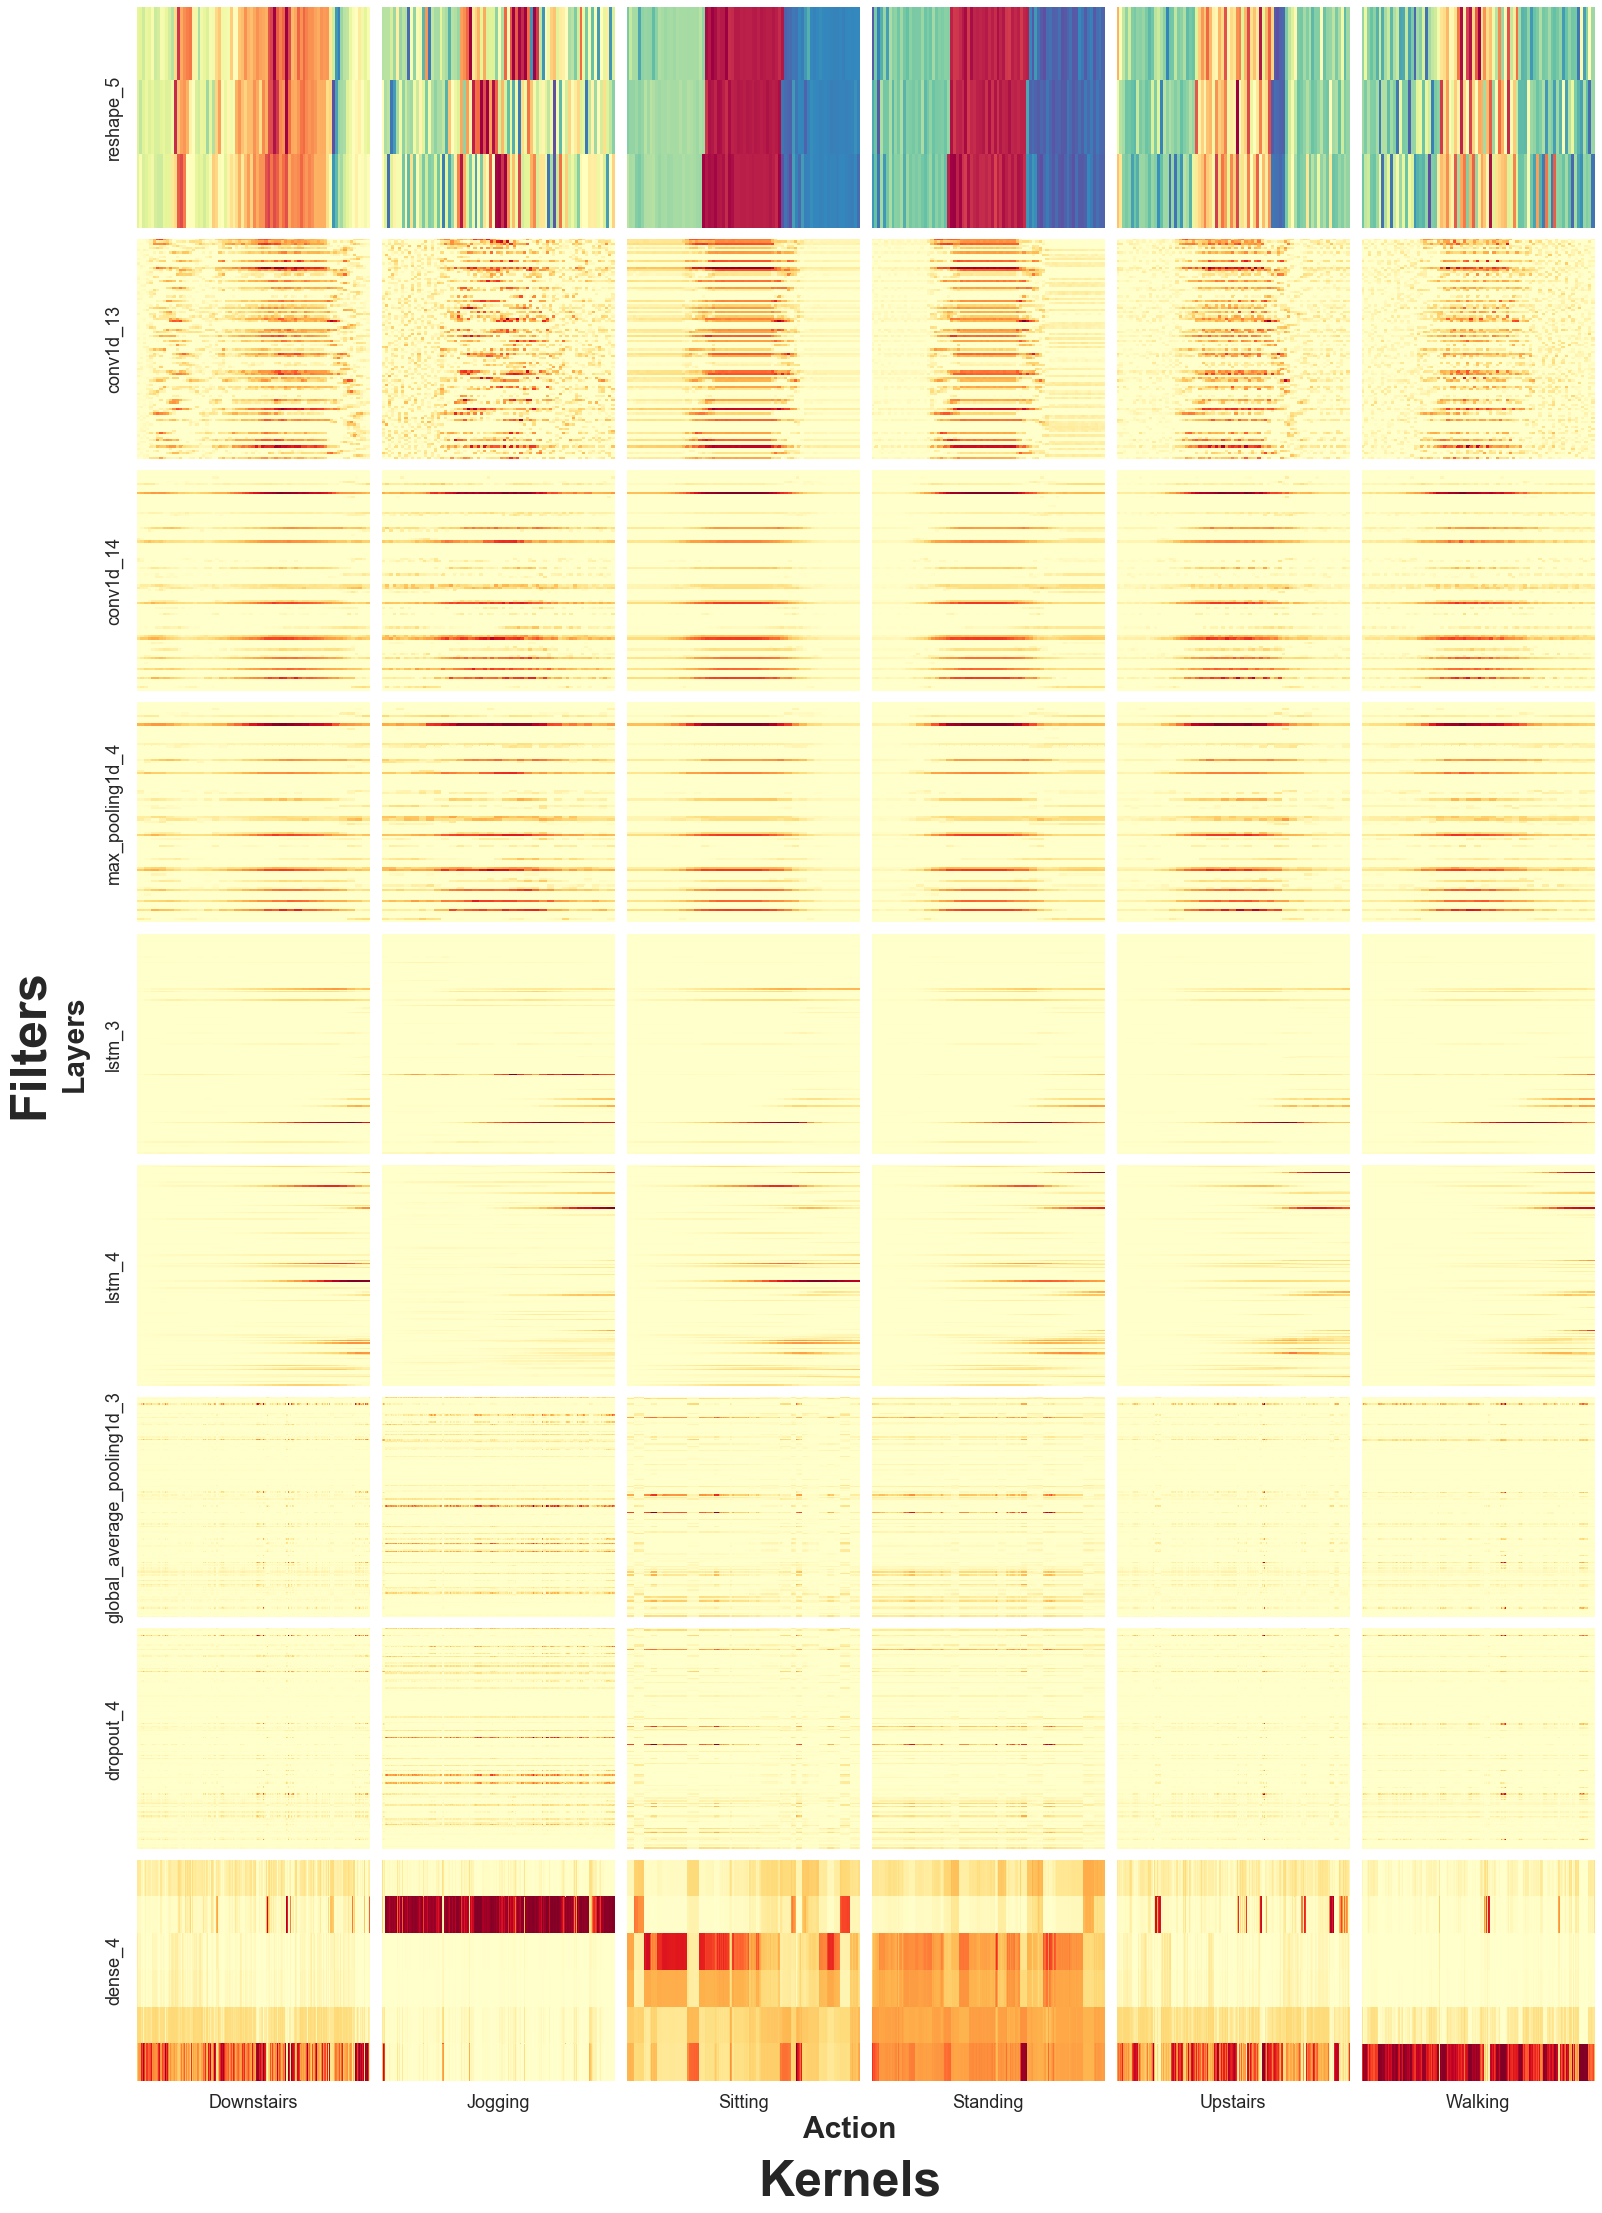 Filters
Layers
reshape_5
conv1d_13
conv1d_14
max_pooling1d_4
lstm_3
lstm_4
global_average_pooling1d_3
dropout_4
dense_4
Downstairs
Jogging
Sitting
Standing
Upstairs
Walking
Action
Kernels